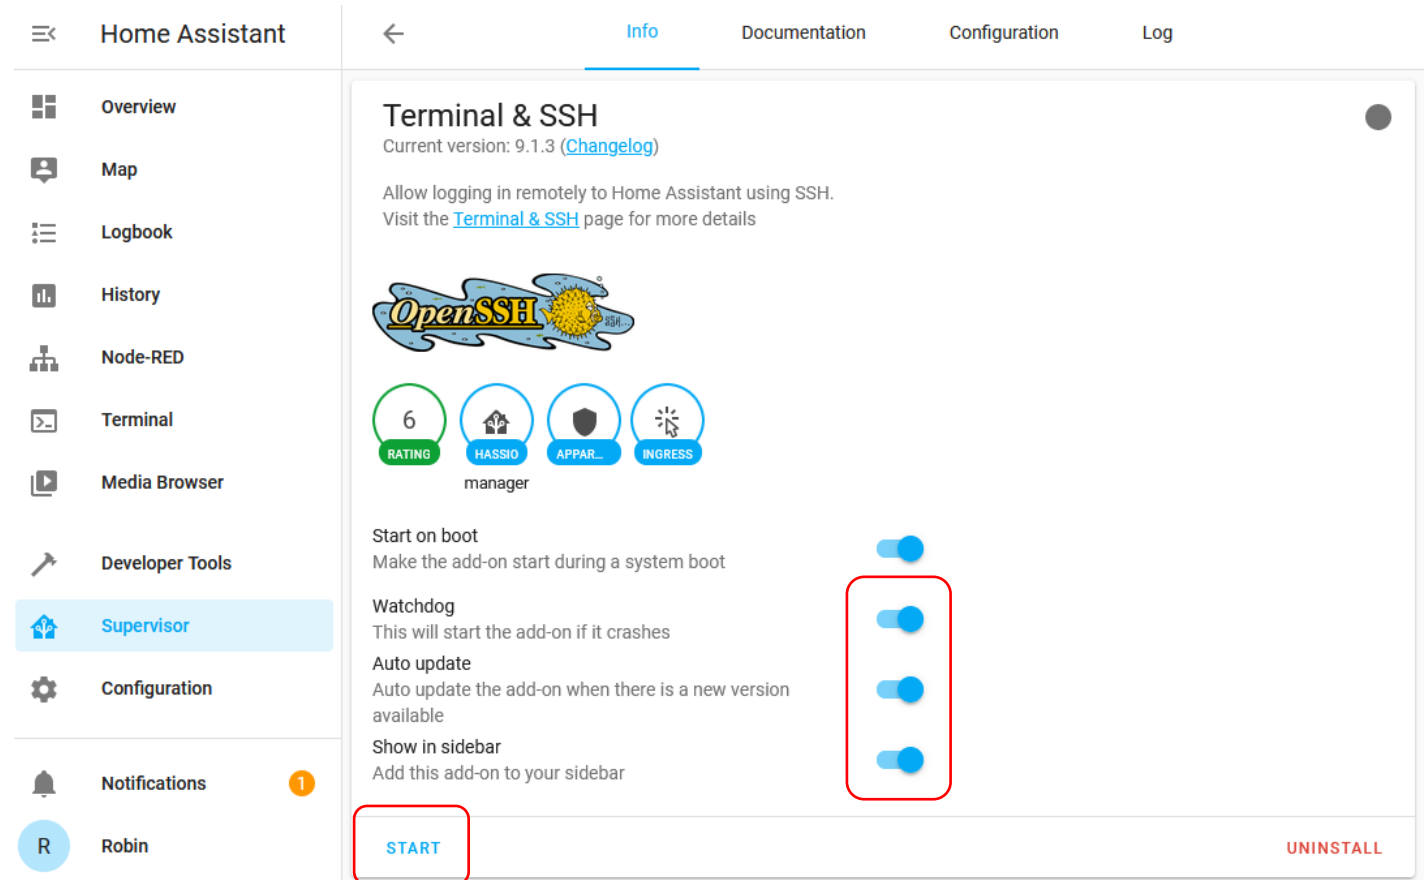 Home Assistant
Overview
Map
Logbook
History
Node-RED
Terminal
Media Browser
Developer Tools
Supervisor
Configuration
Notifications
1
R
Robin
Info
Documentation
Configuration
Log
Terminal & SSH
Current version: 9.1.3 (Changelog)
Allow logging in remotely to Home Assistant using SSH.
Visit the Terminal & SSH page for more details
OpenSSH
SSH...
6
RATING
HASSIO
APPAR...
INGRESS
manager
Start on boot
Make the add-on start during a system boot
Watchdog
This will start the add-on if it crashes
Auto update
Auto update the add-on when there is a new version
available
Show in sidebar
Add this add-on to your sidebar
START
UNINSTALL